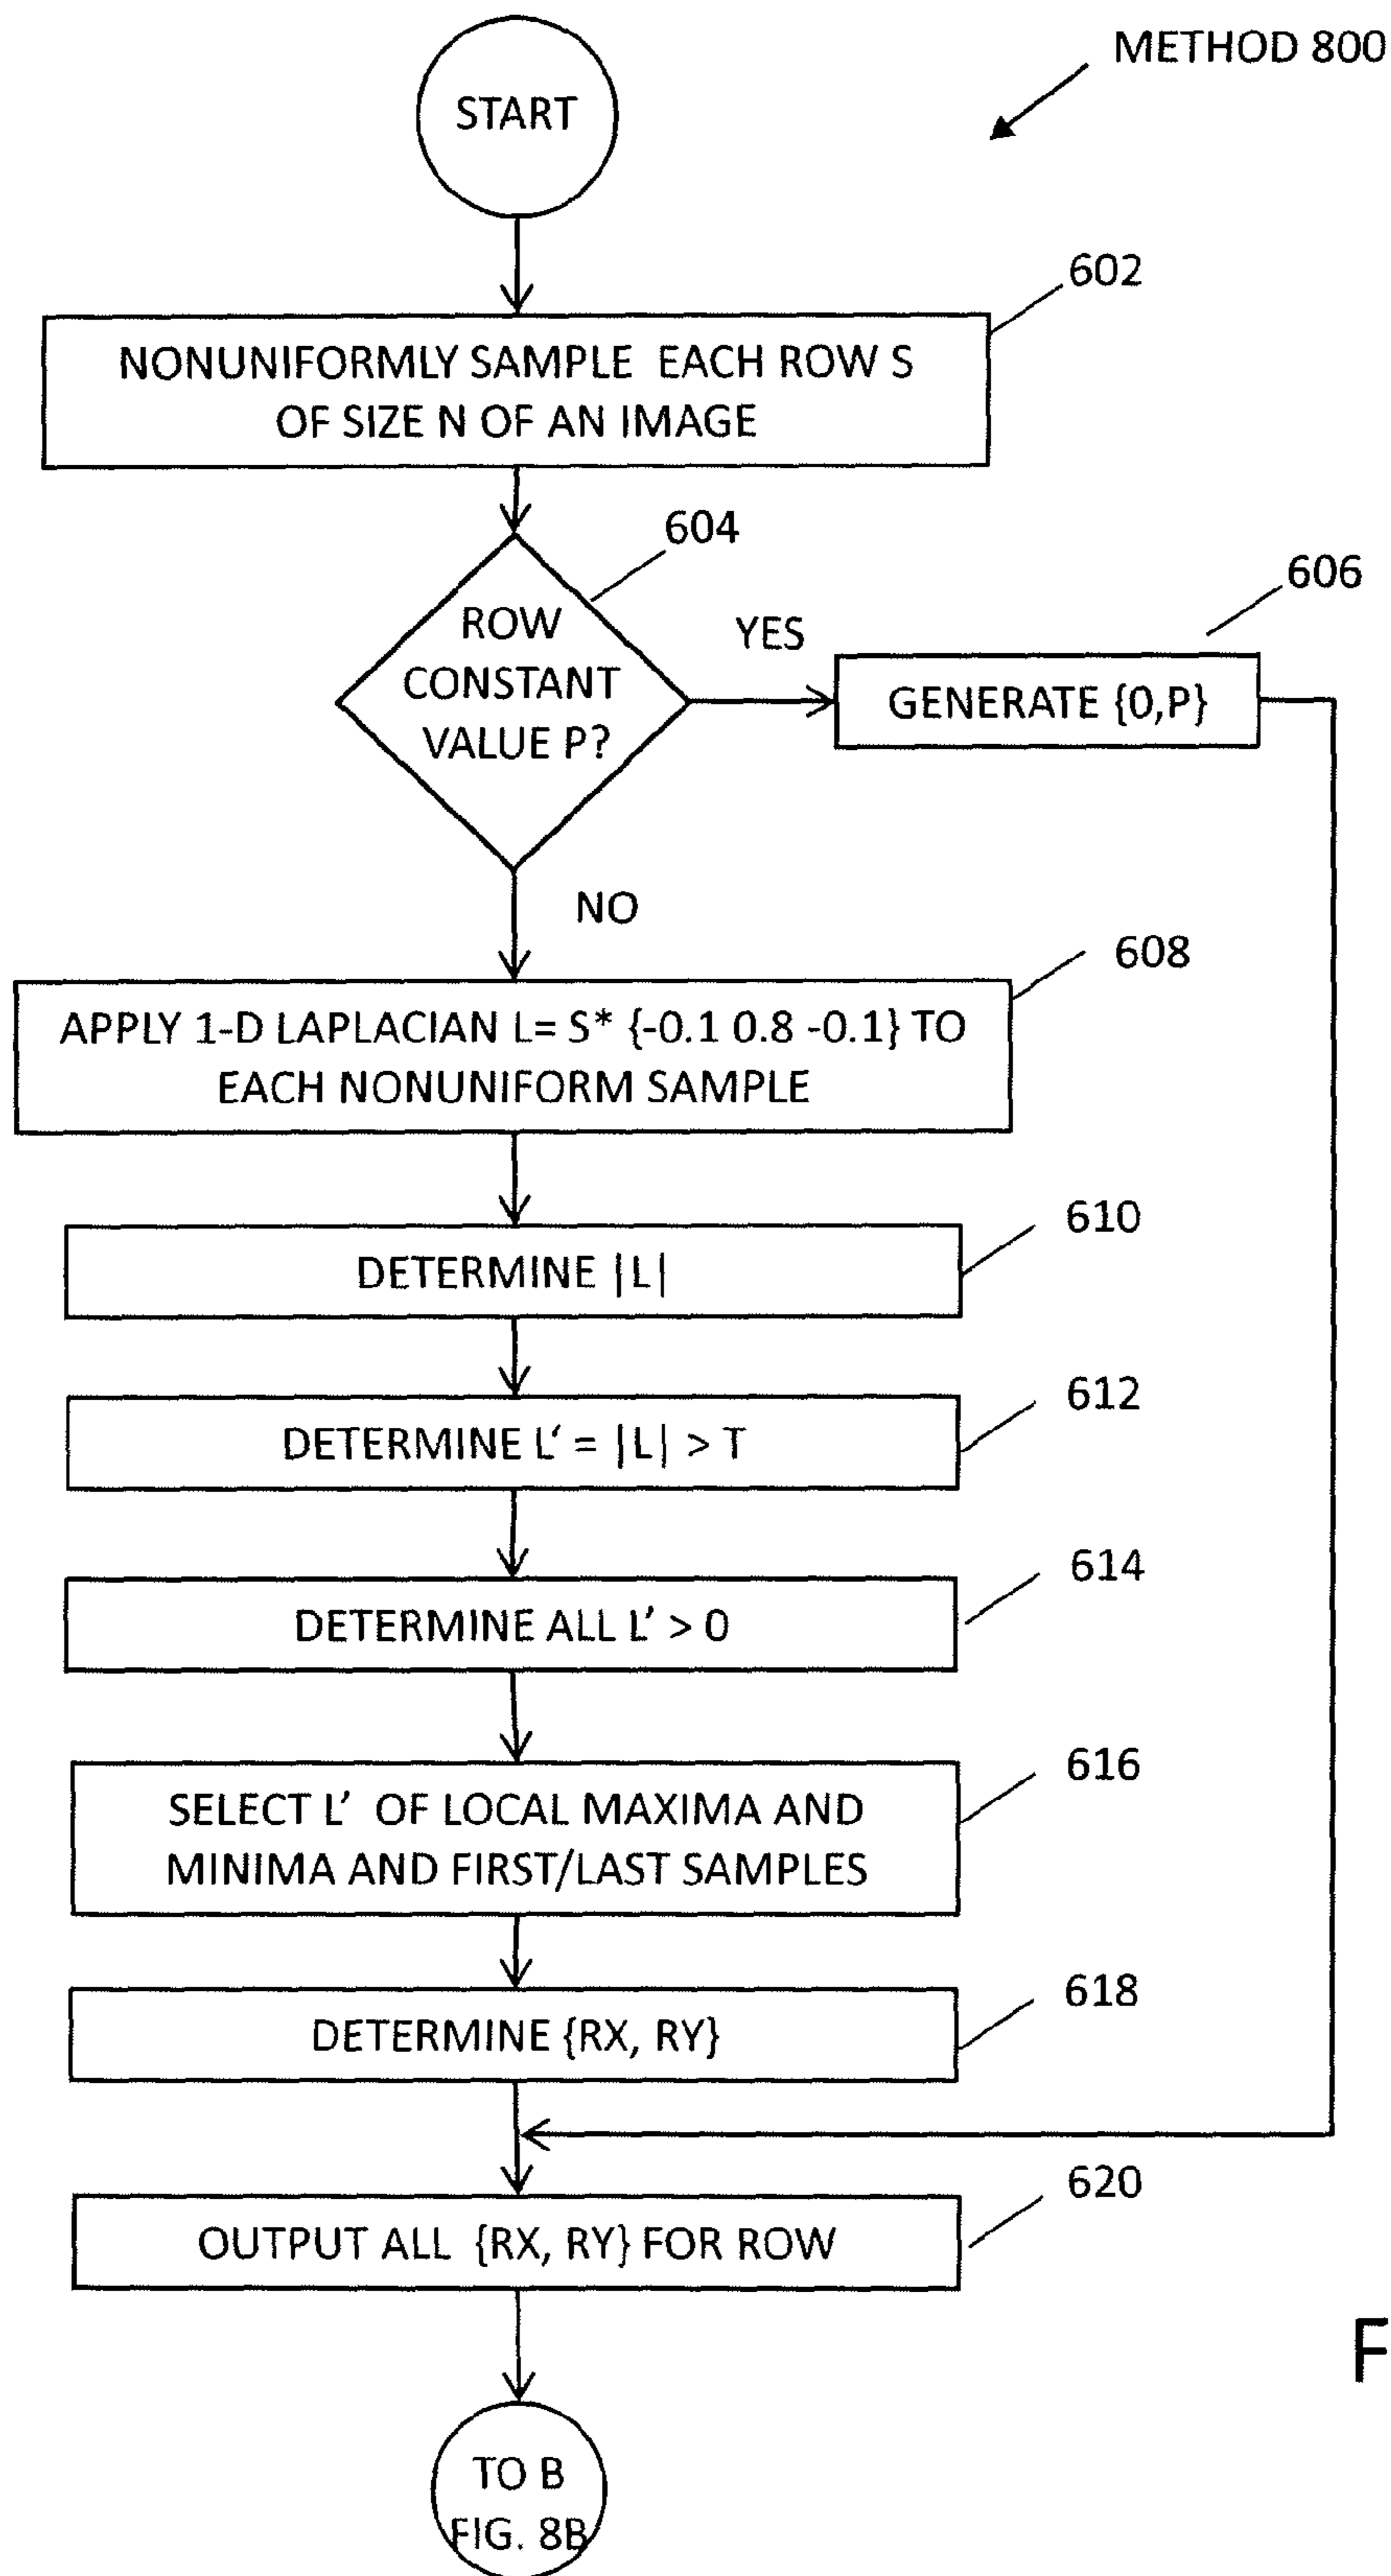 METHOD 800
START
602
NONUNIFORMLY SAMPLE EACH ROW S
OF SIZE N OF AN IMAGE
604
606
ROW
CONSTANT
VALUE P?
YES
GENERATE {0,P}
NO
608
APPLY 1-D LAPLACIAN L= S* {-0.1 0.8 -0.1} TO
EACH NONUNIFORM SAMPLE
610
DETERMINE |L|
612
DETERMINE L' = |L| > T
614
DETERMINE ALL L' > 0
616
SELECT L' OF LOCAL MAXIMA AND
MINIMA AND FIRST/LAST SAMPLES
618
DETERMINE {RX, RY}
620
OUTPUT ALL {RX, RY} FOR ROW
F
TO B
FIG. 8B